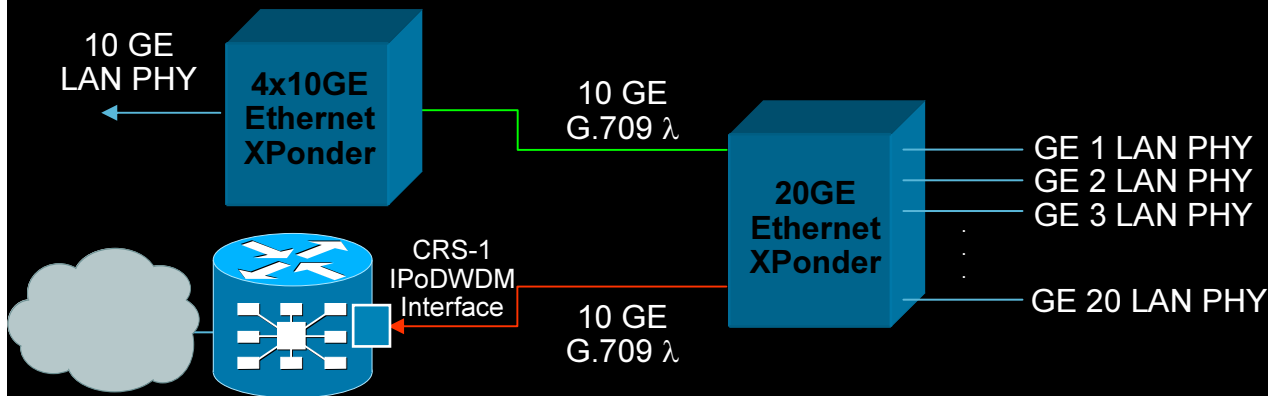 10 GE
LAN PHY
4x10GE
Ethernet
XPonder
10 GE
G.709 λ
20GE
Ethernet
XPonder
GE 1 LAN PHY
GE 2 LAN PHY
GE 3 LAN PHY
.
.
.
GE 20 LAN PHY
CRS-1
IPoDWDM
Interface
10 GE
G.709 λ